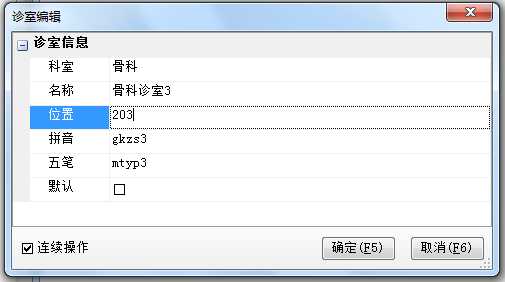 诊室编辑
诊室信息
科室 骨科
名称 骨科诊室3
位置 203
拼音 gkzs3
五笔 mtyp3
默认
连续操作 确定(F5) 取消(F6)